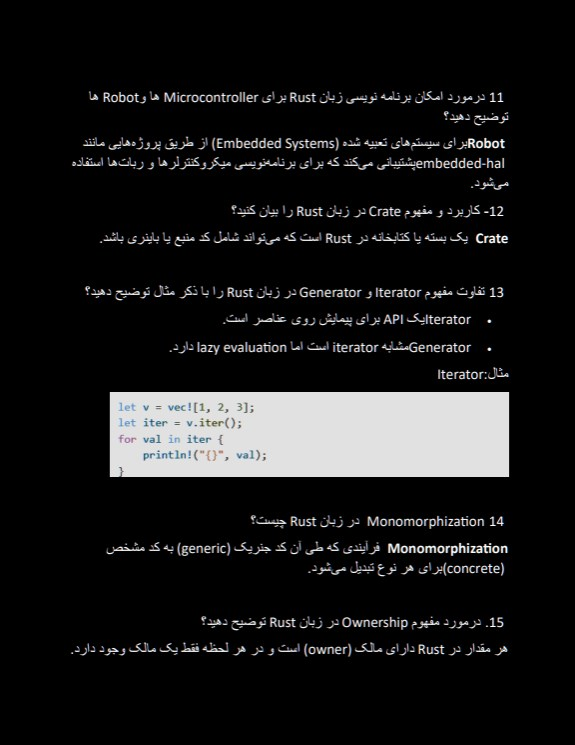 11 درمورد امکان برنامه نویسی زبان Rust برای Microcontroller ها و Robot ها
توضیح دهید؟
Robotبرای سیستم‌های تعبیه شده (Embedded Systems) از طریق پروژه‌هایی مانند
embedded-halپشتیبانی می‌کند که برای برنامه‌نویسی میکروکنترلرها و ربات‌ها استفاده
می‌شود.
12- کاربرد و مفهوم Crate در زبان Rust را بیان کنید؟
Crate یک بسته یا کتابخانه در Rust است که می‌تواند شامل کد منبع یا باینری باشد.
13 تفاوت مفهوم Iterator و Generator در زبان Rust را با ذکر مثال توضیح دهید؟
• Iteratorیک API برای پیمایش روی عناصر است.
• Generatorمشابه iterator است اما lazy evaluation دارد.
مثال:Iterator
let v = vec![1, 2, 3];
let iter = v.iter();
for val in iter {
    println!("{}", val);
}
14 Monomorphization در زبان Rust چیست؟
Monomorphization فرآیندی که طی آن کد جنریک (generic) به کد مشخص
(concrete)برای هر نوع تبدیل می‌شود.
15. درمورد مفهوم Ownership در زبان Rust توضیح دهید؟
هر مقدار در Rust دارای مالک (owner) است و در هر لحظه فقط یک مالک وجود دارد.